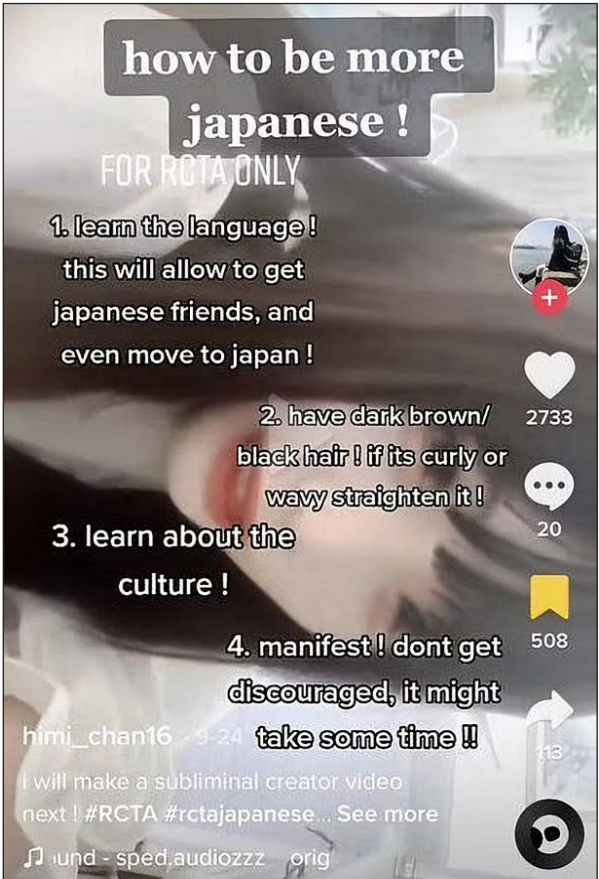 how to be more
japanese !
FOR RCTA ONLY
1. learn the language !
this will allow to get
japanese friends, and
even move to japan !
2. have dark brown/
black hair ! if its curly or
wavy straighten it !
3. learn about the
culture !
4. manifest ! dont get
discouraged, it might
take some time !!
2733
20
508
113
himi_chan16 · 9-24
i will make a subliminal creator video
next ! #RCTA #rctajapanese... See more
und - sped.audiozzz orig